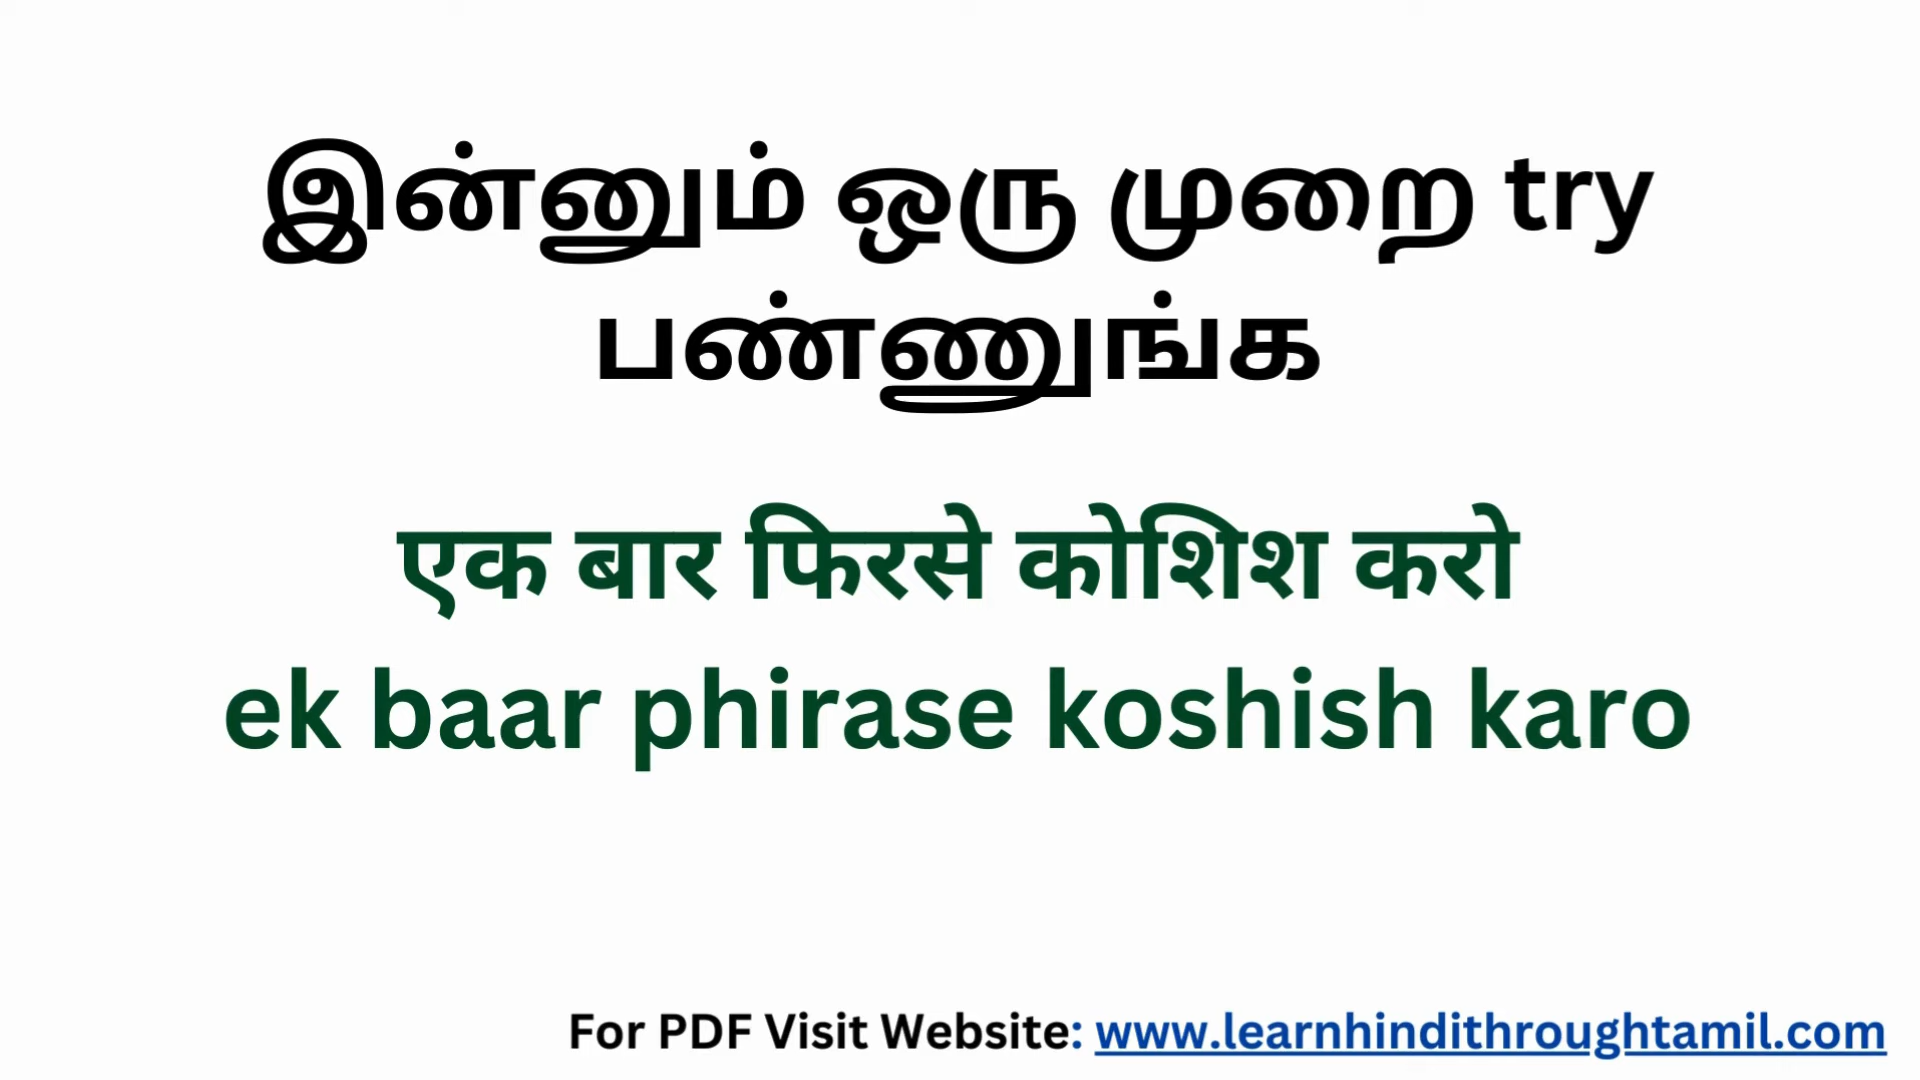 இன்னும் ஒரு முறை try
பண்ணுங்க
एक बार फिरसे कोशिश करो
ek baar phirase koshish karo
For PDF Visit Website: www.learnhindithroughtamil.com